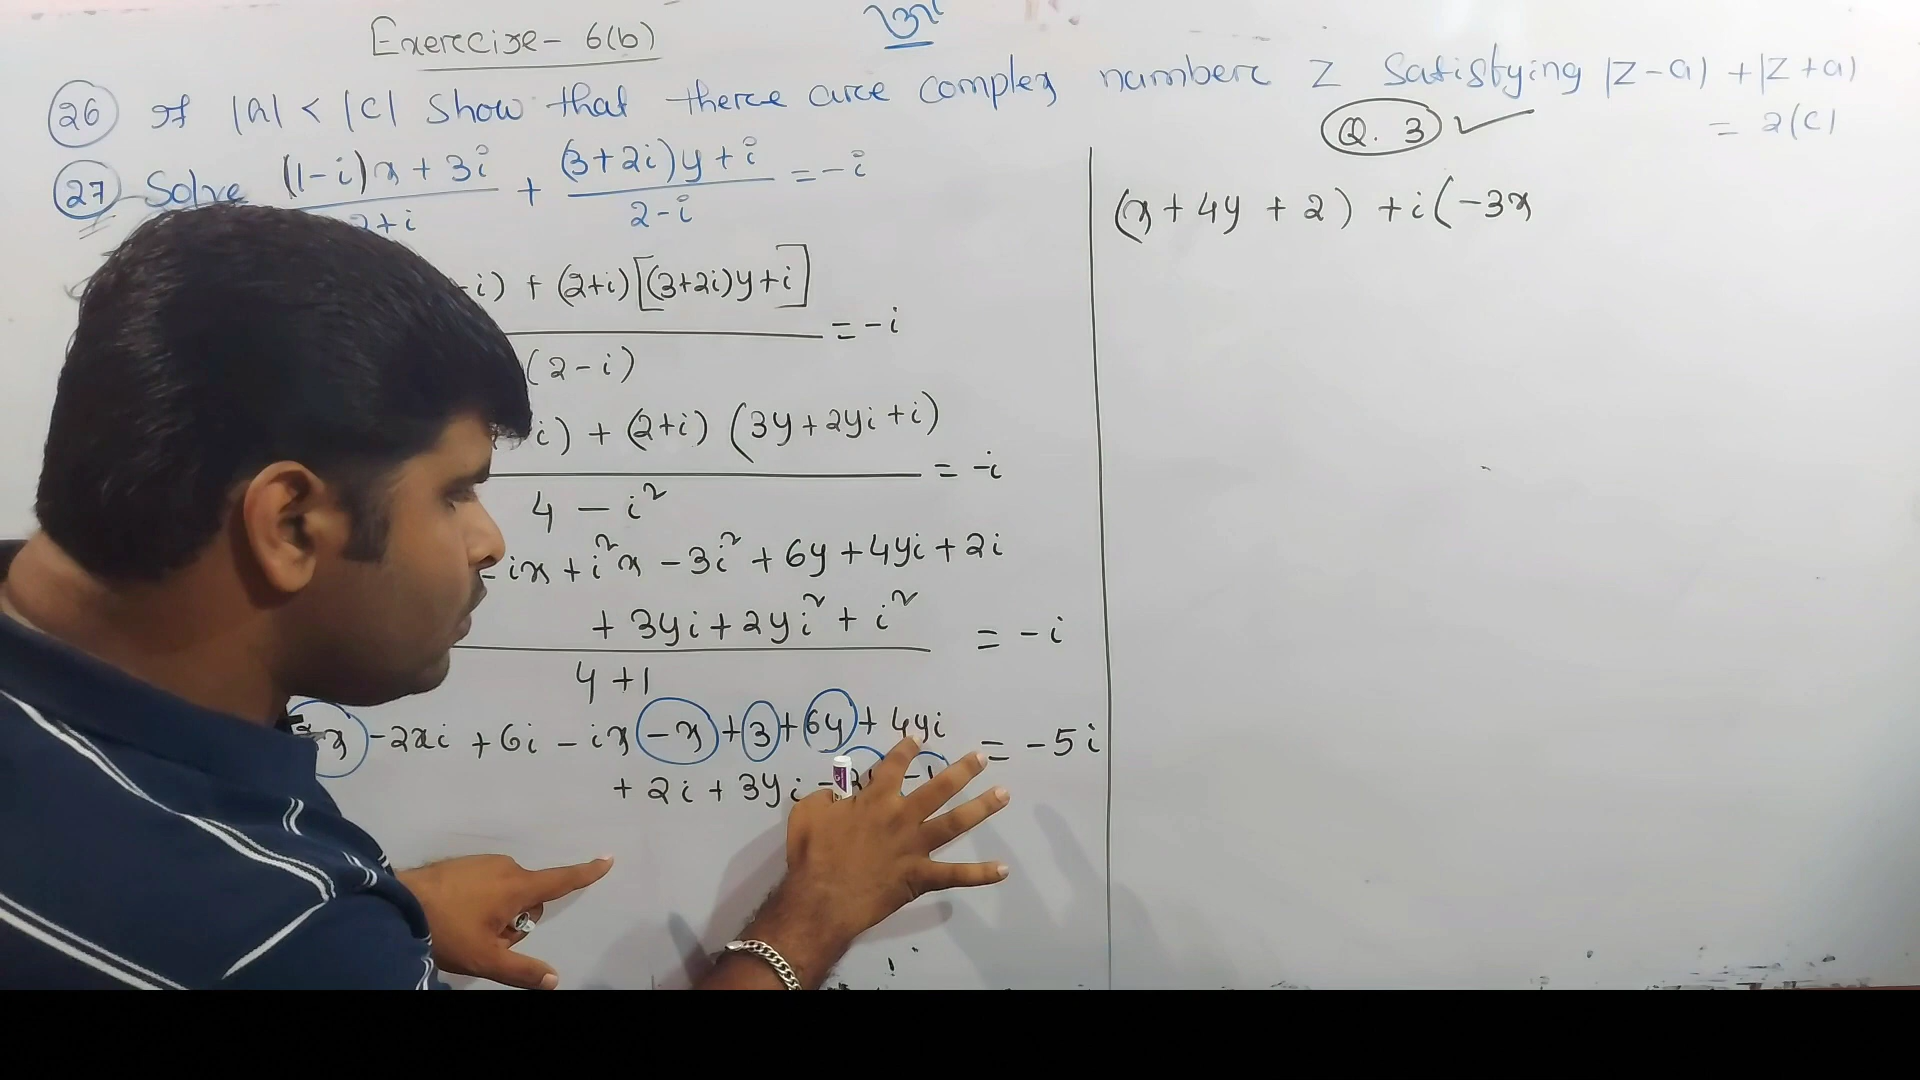 Exercise- 6(b)
(26) If |a| < |c| show that there are complex number z satisfying |z-a| + |z+a|
= 2|c|
Q. 3 ✓
(27) Solve ((1-i)x + 3i)/(2+i) + ((3+2i)y + i)/(2-i) = -i
-i) + (2+i)[(3+2i)y+i]
= -i
(2-i)
i) + (2+i) (3y+2yi+i)
= -i
4 - i²
-ix + i²x - 3i² + 6y + 4yi + 2i
+ 3yi + 2yi² + i²
= -i
4+1
x -2xi + 6i - ix -x +3 + 6y + 4yi
= -5i
+ 2i + 3yi - -1
(x + 4y + 2) + i(-3x